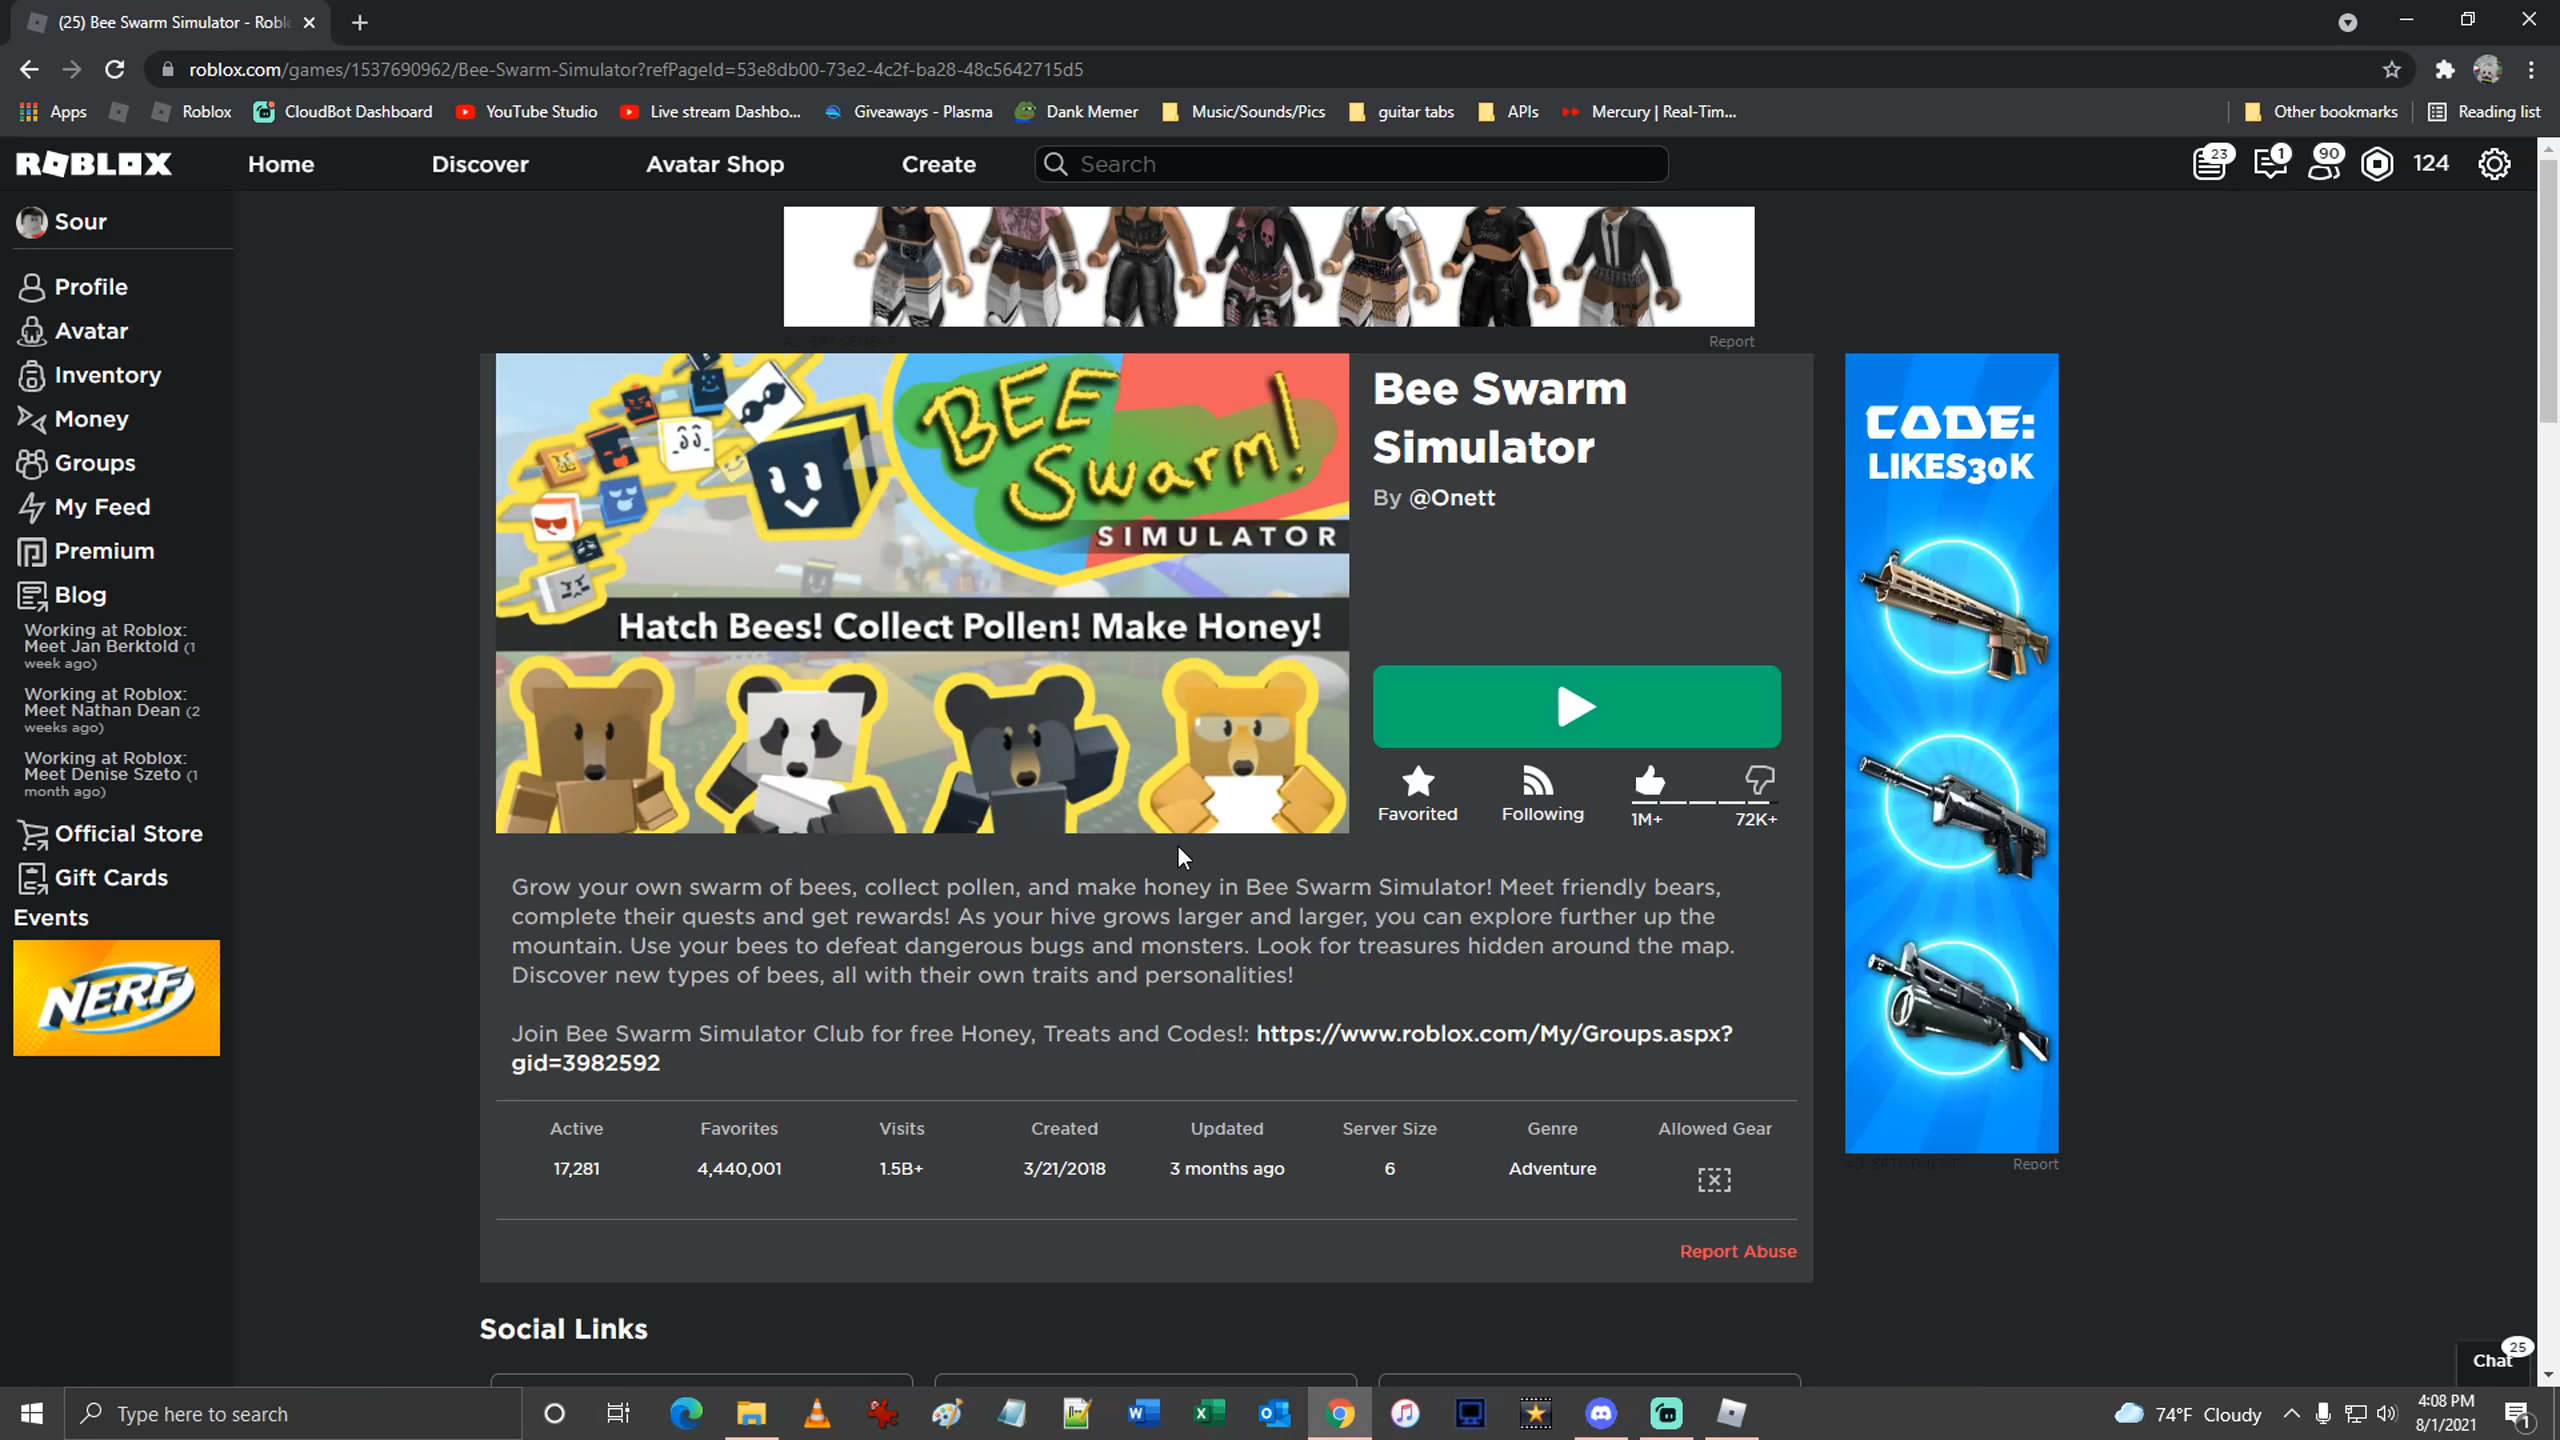 (25) Bee Swarm Simulator - Robl
roblox.com/games/1537690962/Bee-Swarm-Simulator?refPageId=53e8db00-73e2-4c2f-ba28-48c5642715d5
Apps Roblox CloudBot Dashboard YouTube Studio Live stream Dashbo... Giveaways - Plasma Dank Memer Music/Sounds/Pics guitar tabs APIs Mercury | Real-Tim... Other bookmarks Reading list
ROBLOX Home Discover Avatar Shop Create Search 23 1 90 124
Sour
Profile
Avatar
Inventory
Money
Groups
My Feed
Premium
Blog
Working at Roblox:
Meet Jan Berktold (1
week ago)
Working at Roblox:
Meet Nathan Dean (2
weeks ago)
Working at Roblox:
Meet Denise Szeto (1
month ago)
Official Store
Gift Cards
Events
NERF
ADVERTISEMENT Report
BEE
Swarm!
SIMULATOR
Hatch Bees! Collect Pollen! Make Honey!
Bee Swarm
Simulator
By @Onett
Favorited Following 1M+ 72K+
CODE:
LIKES30K
ADVERTISEMENT Report
Grow your own swarm of bees, collect pollen, and make honey in Bee Swarm Simulator! Meet friendly bears,
complete their quests and get rewards! As your hive grows larger and larger, you can explore further up the
mountain. Use your bees to defeat dangerous bugs and monsters. Look for treasures hidden around the map.
Discover new types of bees, all with their own traits and personalities!
Join Bee Swarm Simulator Club for free Honey, Treats and Codes!: https://www.roblox.com/My/Groups.aspx?
gid=3982592
Active Favorites Visits Created Updated Server Size Genre Allowed Gear
17,281 4,440,001 1.5B+ 3/21/2018 3 months ago 6 Adventure
Report Abuse
Social Links
Chat 25
Type here to search
74°F Cloudy
4:08 PM
8/1/2021
1